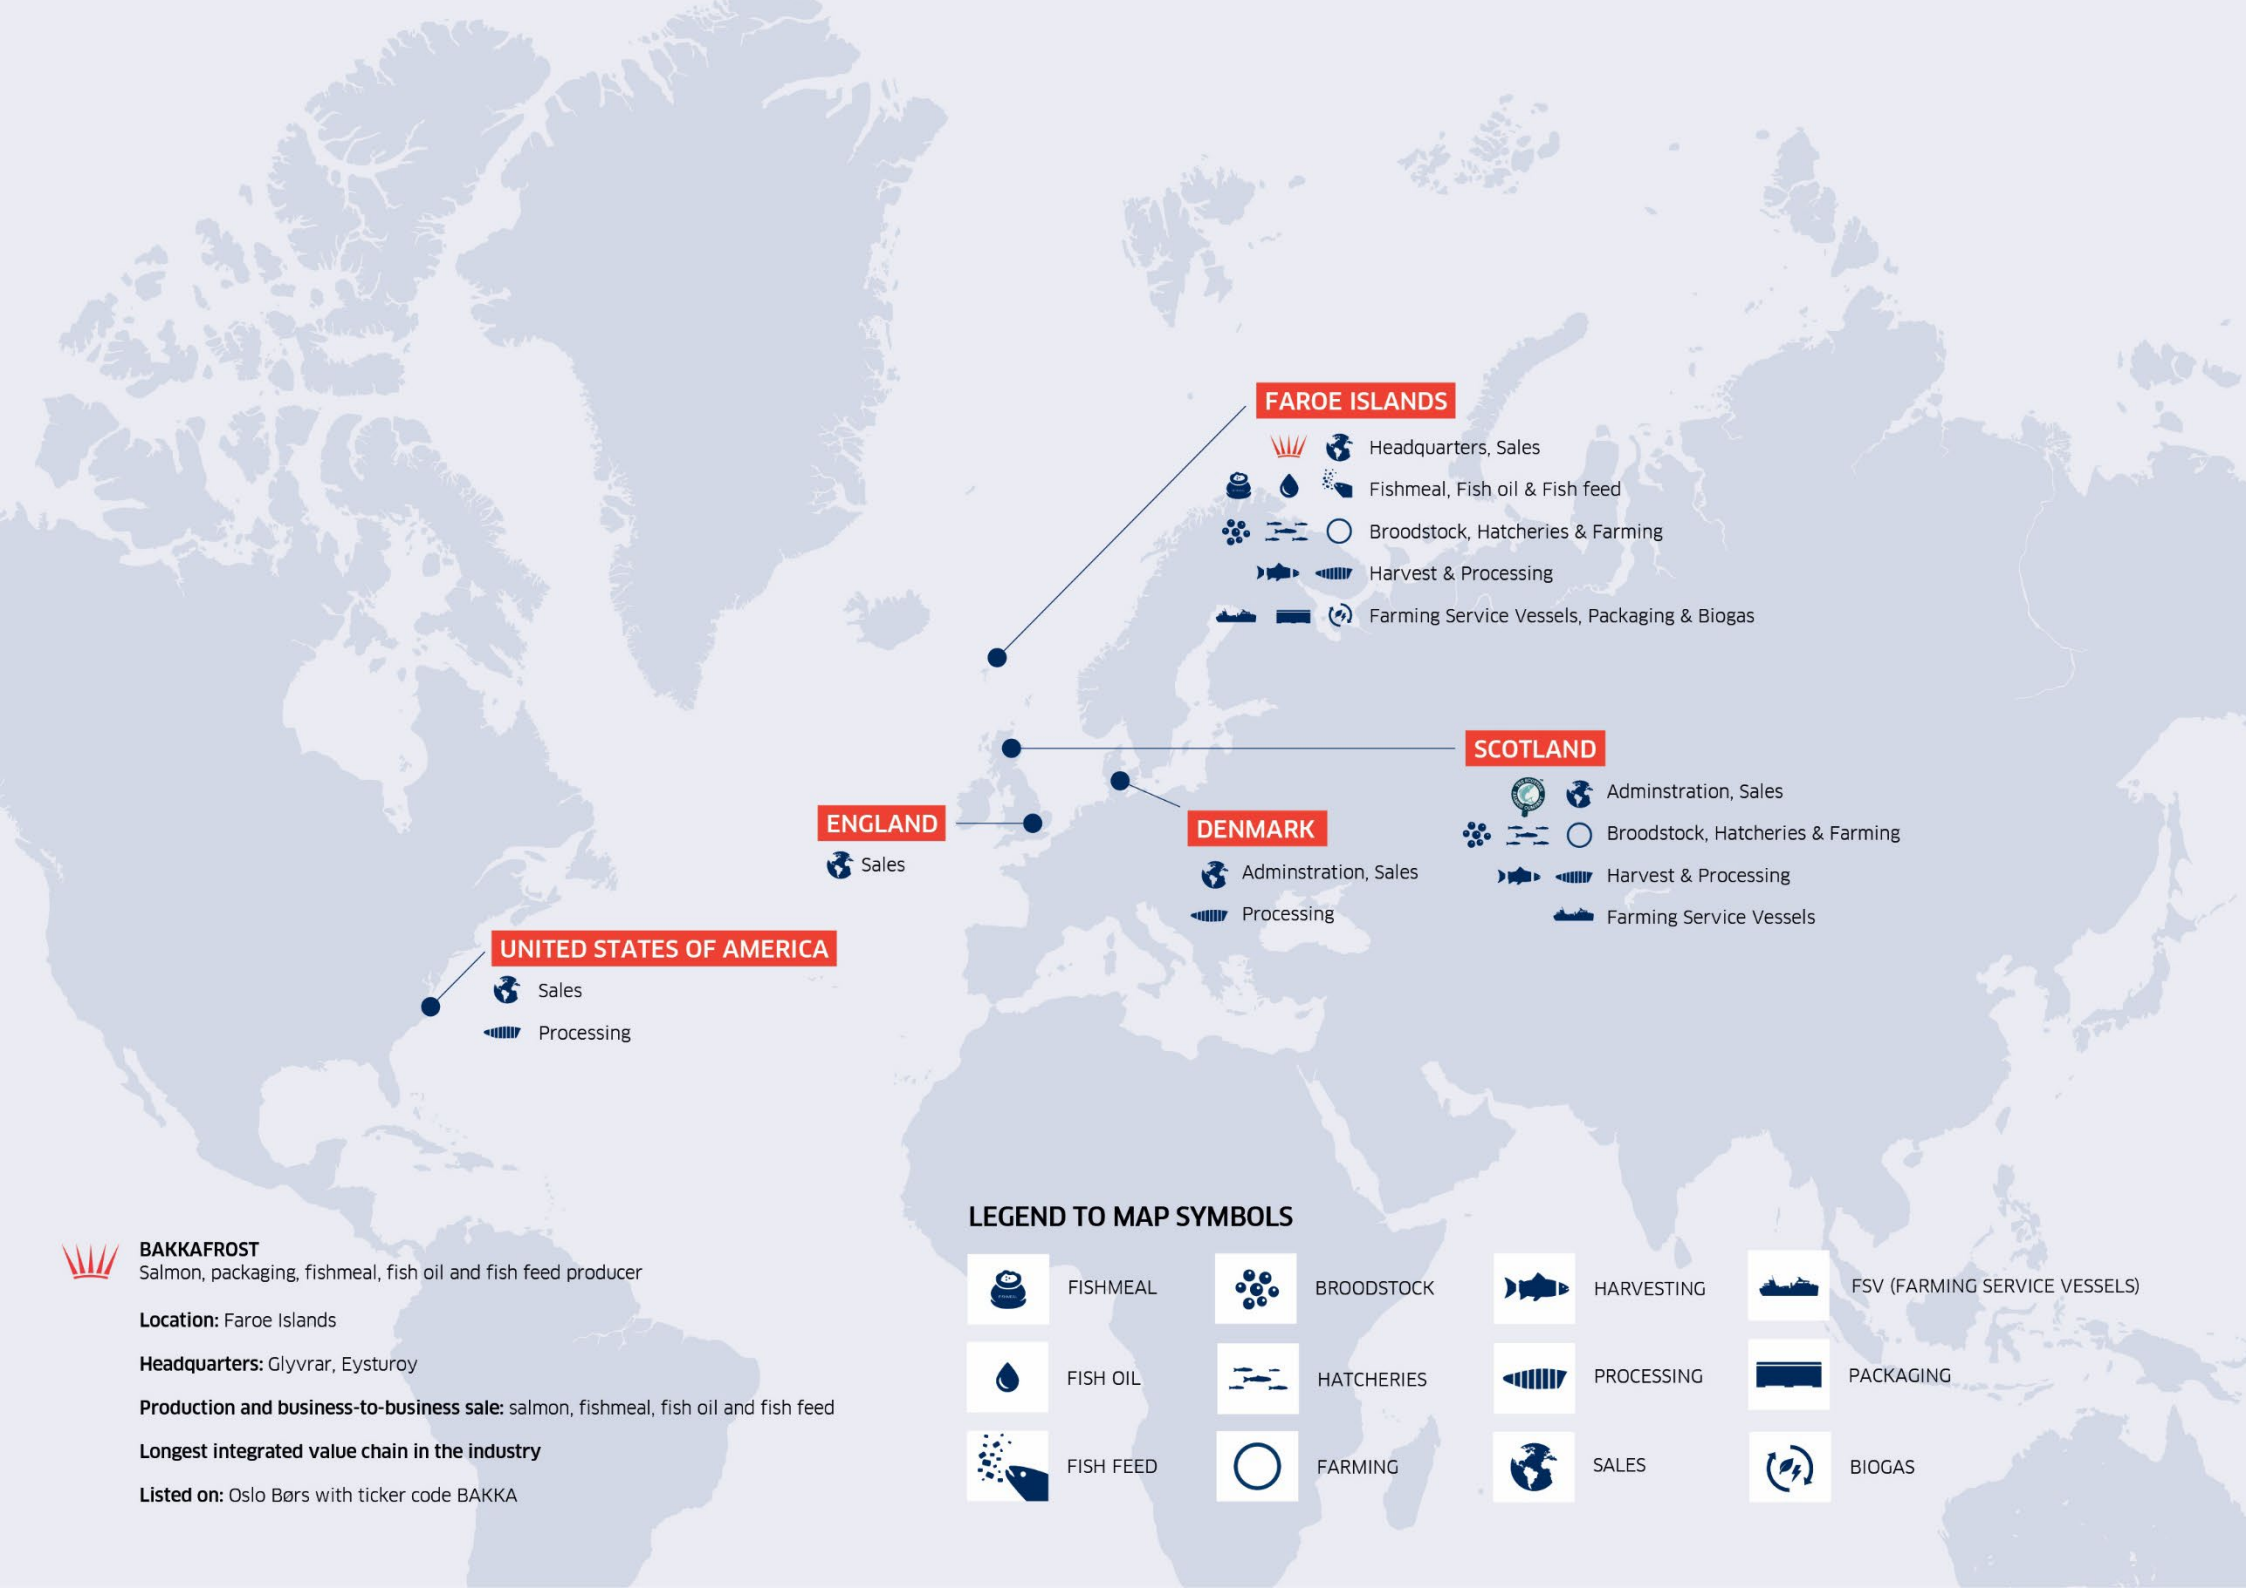 FAROE ISLANDS
Headquarters, Sales
Fishmeal, Fish oil & Fish feed
Broodstock, Hatcheries & Farming
Harvest & Processing
Farming Service Vessels, Packaging & Biogas
SCOTLAND
Adminstration, Sales
Broodstock, Hatcheries & Farming
Harvest & Processing
Farming Service Vessels
ENGLAND
Sales
DENMARK
Adminstration, Sales
Processing
UNITED STATES OF AMERICA
Sales
Processing
BAKKAFROST
Salmon, packaging, fishmeal, fish oil and fish feed producer
Location: Faroe Islands
Headquarters: Glyvrar, Eysturoy
Production and business-to-business sale: salmon, fishmeal, fish oil and fish feed
Longest integrated value chain in the industry
Listed on: Oslo Børs with ticker code BAKKA
LEGEND TO MAP SYMBOLS
FISHMEAL
BROODSTOCK
HARVESTING
FSV (FARMING SERVICE VESSELS)
FISH OIL
HATCHERIES
PROCESSING
PACKAGING
FISH FEED
FARMING
SALES
BIOGAS